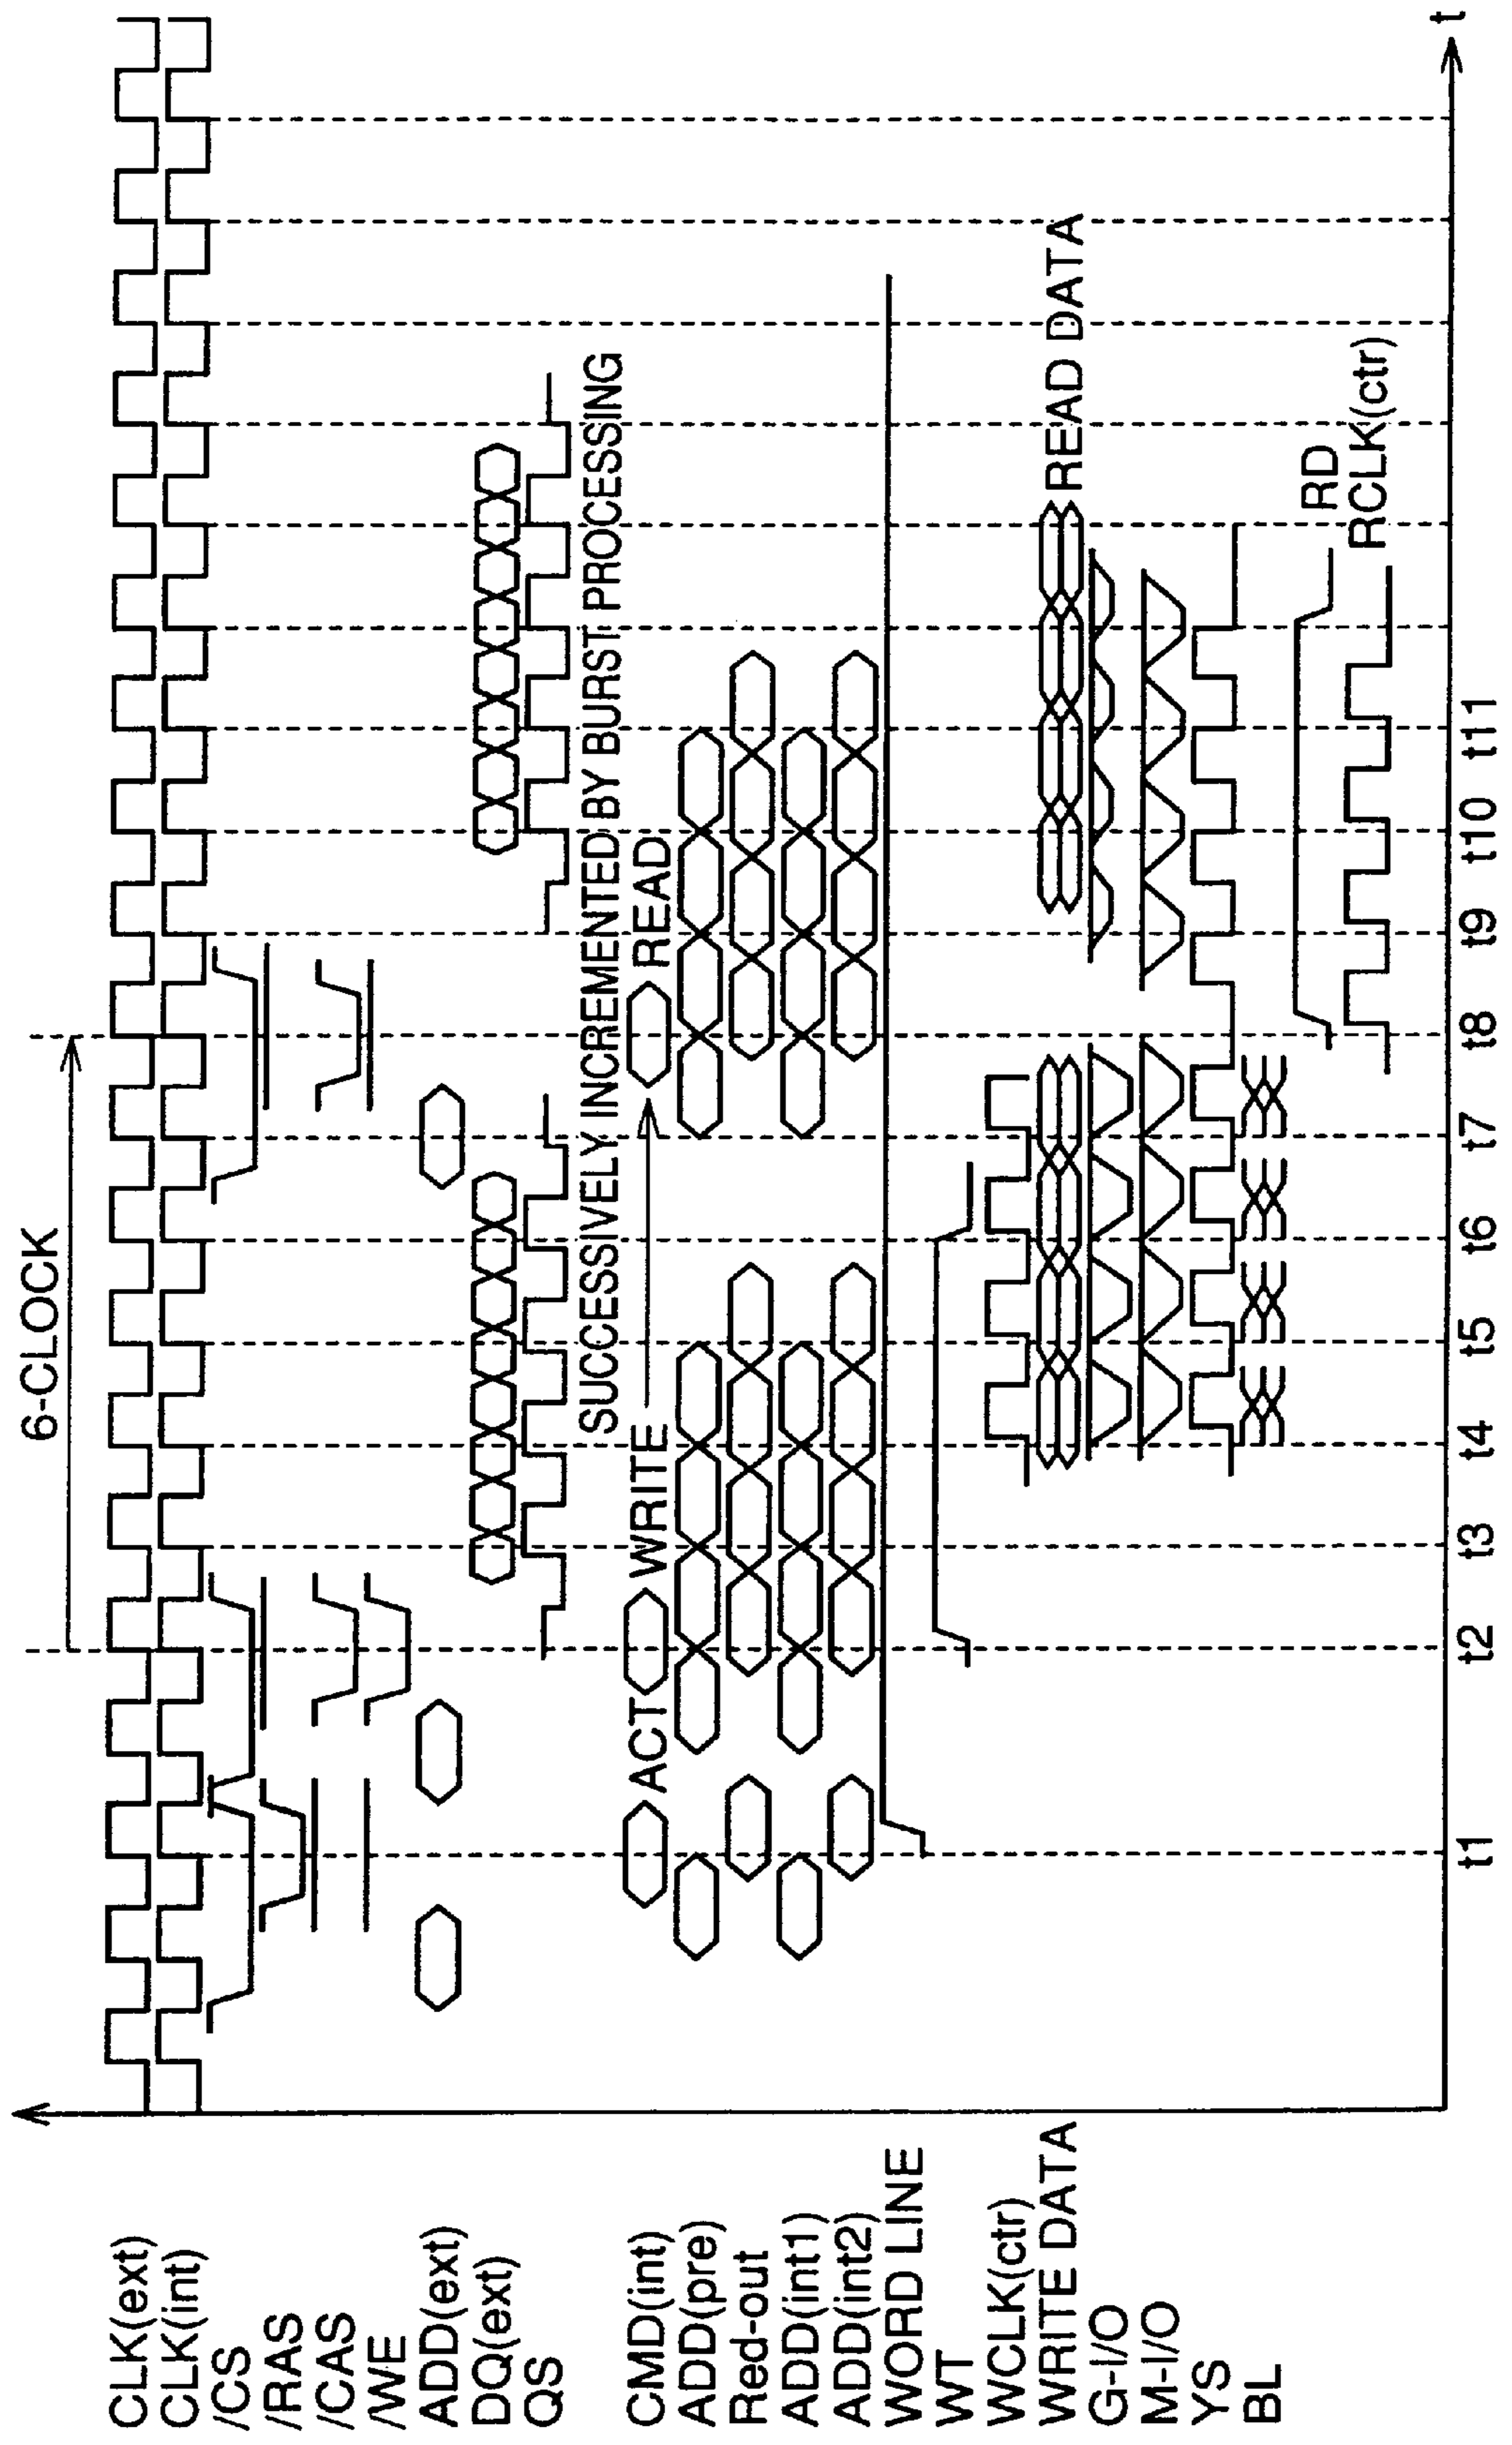 6-CLOCK
CLK(ext)
CLK(int)
/CS
/RAS
/CAS
/WE
ADD(ext)
DQ(ext)
QS
SUCCESSIVELY INCREMENTED BY BURST PROCESSING
CMD(int)
ACT
WRITE
READ
ADD(pre)
Red-out
ADD(int1)
ADD(int2)
WORD LINE
WT
WCLK(ctr)
WRITE DATA
READ DATA
G-I/O
M-I/O
YS
BL
RD
RCLK(ctr)
t1 t2 t3 t4 t5 t6 t7 t8 t9 t10 t11
t